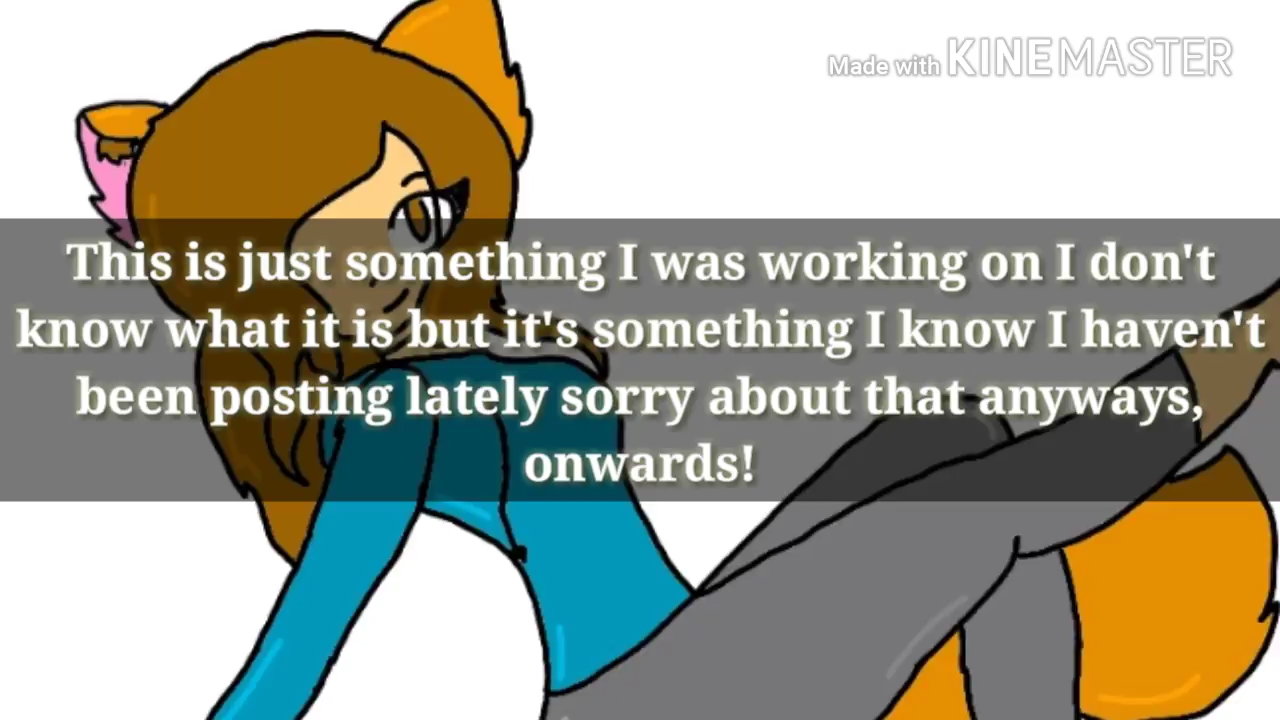 Made with KINEMASTER
This is just something I was working on I don't
know what it is but it's something I know I haven't
been posting lately sorry about that anyways,
onwards!